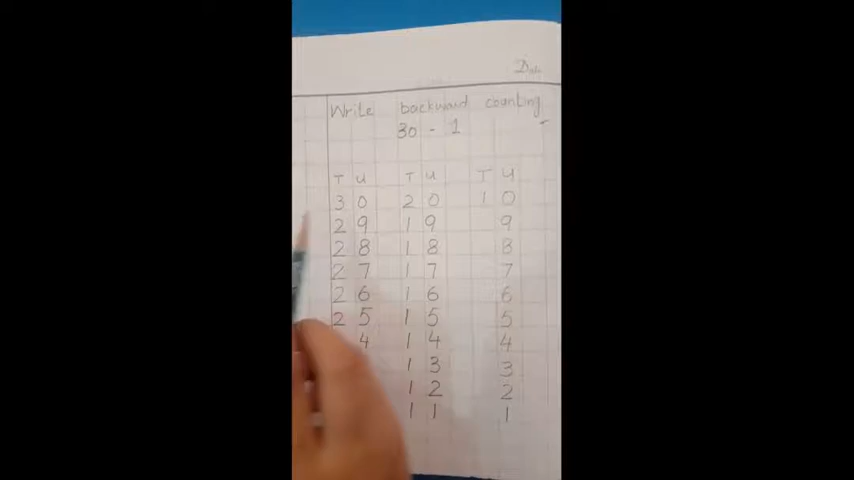 Date
Write backward counting
30 - 1
T U T U T U
3 0 2 0 1 0
2 9 1 9 9
2 8 1 8 8
2 7 1 7 7
2 6 1 6 6
2 5 1 5 5
4 1 4 4
1 3 3
1 2 2
1 1 1